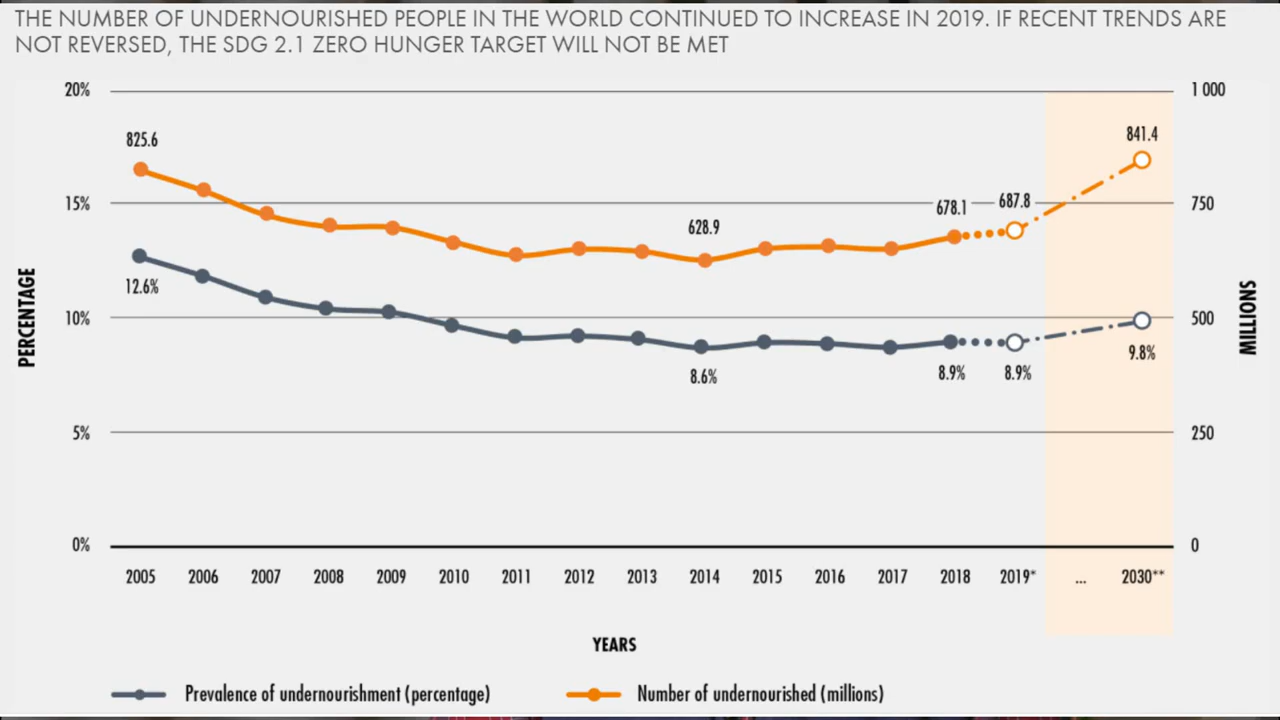 THE NUMBER OF UNDERNOURISHED PEOPLE IN THE WORLD CONTINUED TO INCREASE IN 2019. IF RECENT TRENDS ARE
NOT REVERSED, THE SDG 2.1 ZERO HUNGER TARGET WILL NOT BE MET
20%
1 000
825.6
841.4
15%
678.1
687.8
750
628.9
12.6%
PERCENTAGE
MILLIONS
10%
500
8.6%
8.9%
8.9%
9.8%
5%
250
0%
0
2005 2006 2007 2008 2009 2010 2011 2012 2013 2014 2015 2016 2017 2018 2019* ... 2030**
YEARS
Prevalence of undernourishment (percentage)
Number of undernourished (millions)